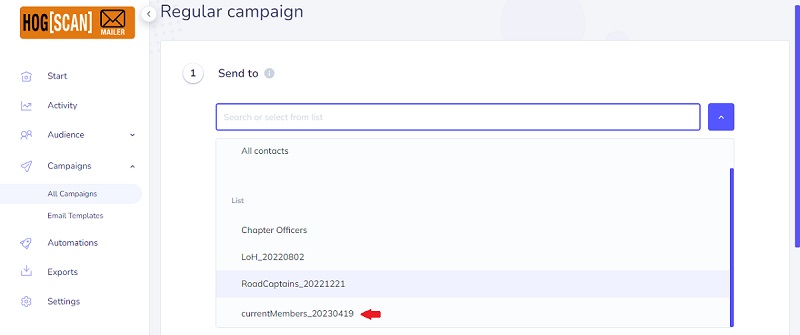 HOG[SCAN] MAILER
Regular campaign
Start
Activity
Audience
Campaigns
All Campaigns
Email Templates
Automations
Exports
Settings
1 Send to i
Search or select from list
All contacts
List
Chapter Officers
LoH_20220802
RoadCaptains_20221221
currentMembers_20230419